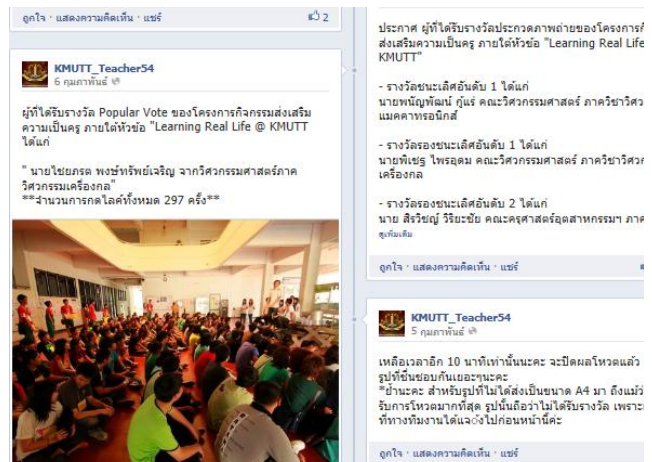 ถูกใจ · แสดงความคิดเห็น · แชร์ 2
KMUTT_Teacher54
6 กุมภาพันธ์
ผู้ที่ได้รับรางวัล Popular Vote ของโครงการกิจกรรมส่งเสริม
ความเป็นครู ภายใต้หัวข้อ "Learning Real Life @ KMUTT
ได้แก่
" นายไชยภรต พงษ์ทรัพย์เจริญ จากวิศวกรรมศาสตร์ภาค
วิศวกรรมเครื่องกล"
**จำนวนการกดไลค์ทั้งหมด 297 ครั้ง**
ประกาศ ผู้ที่ได้รับรางวัลประกวดภาพถ่ายของโครงการกิ
ส่งเสริมความเป็นครู ภายใต้หัวข้อ "Learning Real Life
KMUTT"
- รางวัลชนะเลิศอันดับ 1 ได้แก่
นายพนัญพัฒน์ กู้แร่ คณะวิศวกรรมศาสตร์ ภาควิชาวิศว
แมคคาทรอนิกส์
- รางวัลรองชนะเลิศอันดับ 1 ได้แก่
นายพิเชฐ ไพรอุดม คณะวิศวกรรมศาสตร์ ภาควิชาวิศวก
เครื่องกล
- รางวัลรองชนะเลิศอันดับ 2 ได้แก่
นาย สิรวิชญ์ วิริยะชัย คณะครุศาสตร์อุตสาหกรรมฯ ภาค
ดูเพิ่มเติม
ถูกใจ · แสดงความคิดเห็น · แชร์
KMUTT_Teacher54
5 กุมภาพันธ์
เหลือเวลาอีก 10 นาทีเท่านั้นนะคะ จะปิดผลโหวตแล้ว
รูปที่ชื่นชอบกันเยอะๆนะคะ
*ย้ำนะคะ สำหรับรูปที่ไม่ได้ส่งเป็นขนาด A4 มา ถึงแม้ว่
รับการโหวตมากที่สุด รูปนั้นถือว่าไม่ได้รับรางวัล เพราะ
ที่ทางทีมงานได้แจ้งไปก่อนหน้านี้ค่ะ
ถูกใจ · แสดงความคิดเห็น · แชร์